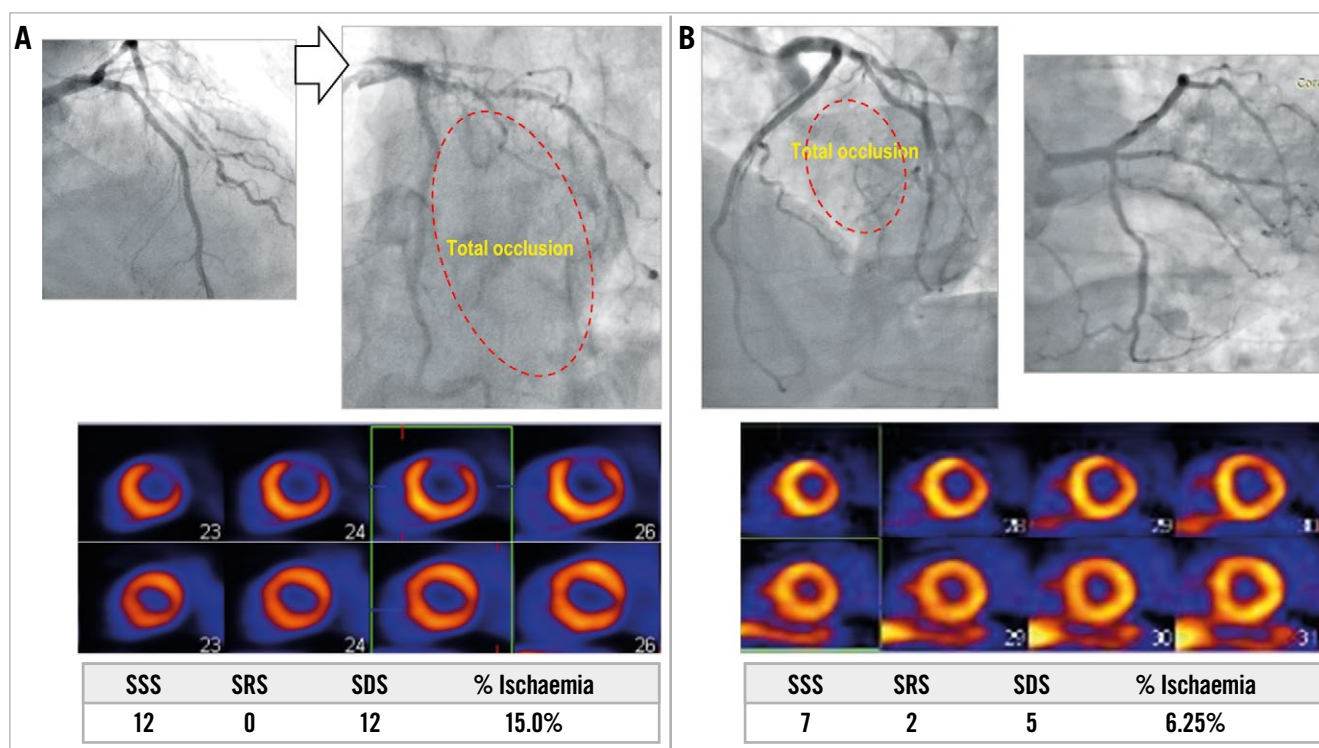 A
Total occlusion
23
24
26
23
24
26
SSS SRS SDS % Ischaemia
12 0 12 15.0%
B
Total occlusion
28
29
30
29
30
31
SSS SRS SDS % Ischaemia
7 2 5 6.25%